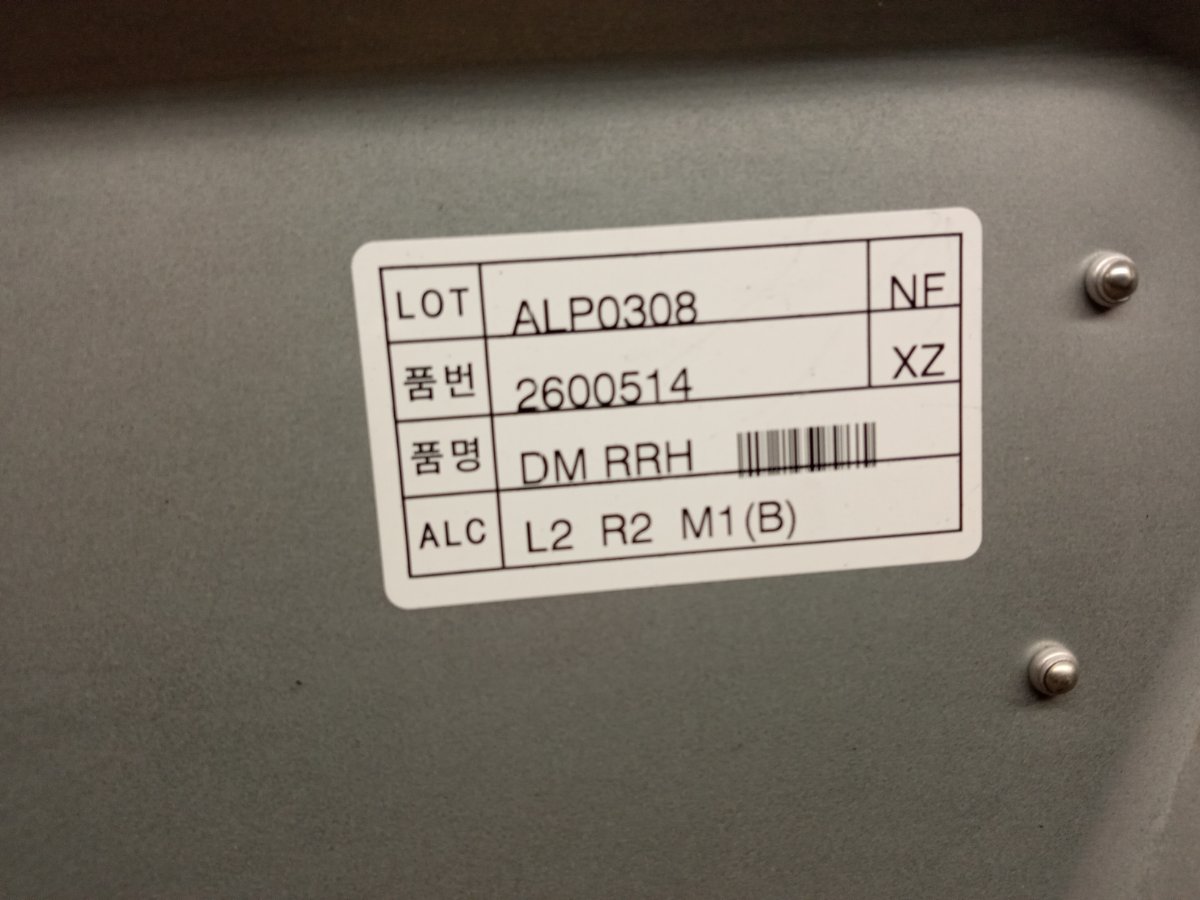 LOT ALP0308 NF
품번 2600514 XZ
품명 DM RRH
ALC L2 R2 M1(B)